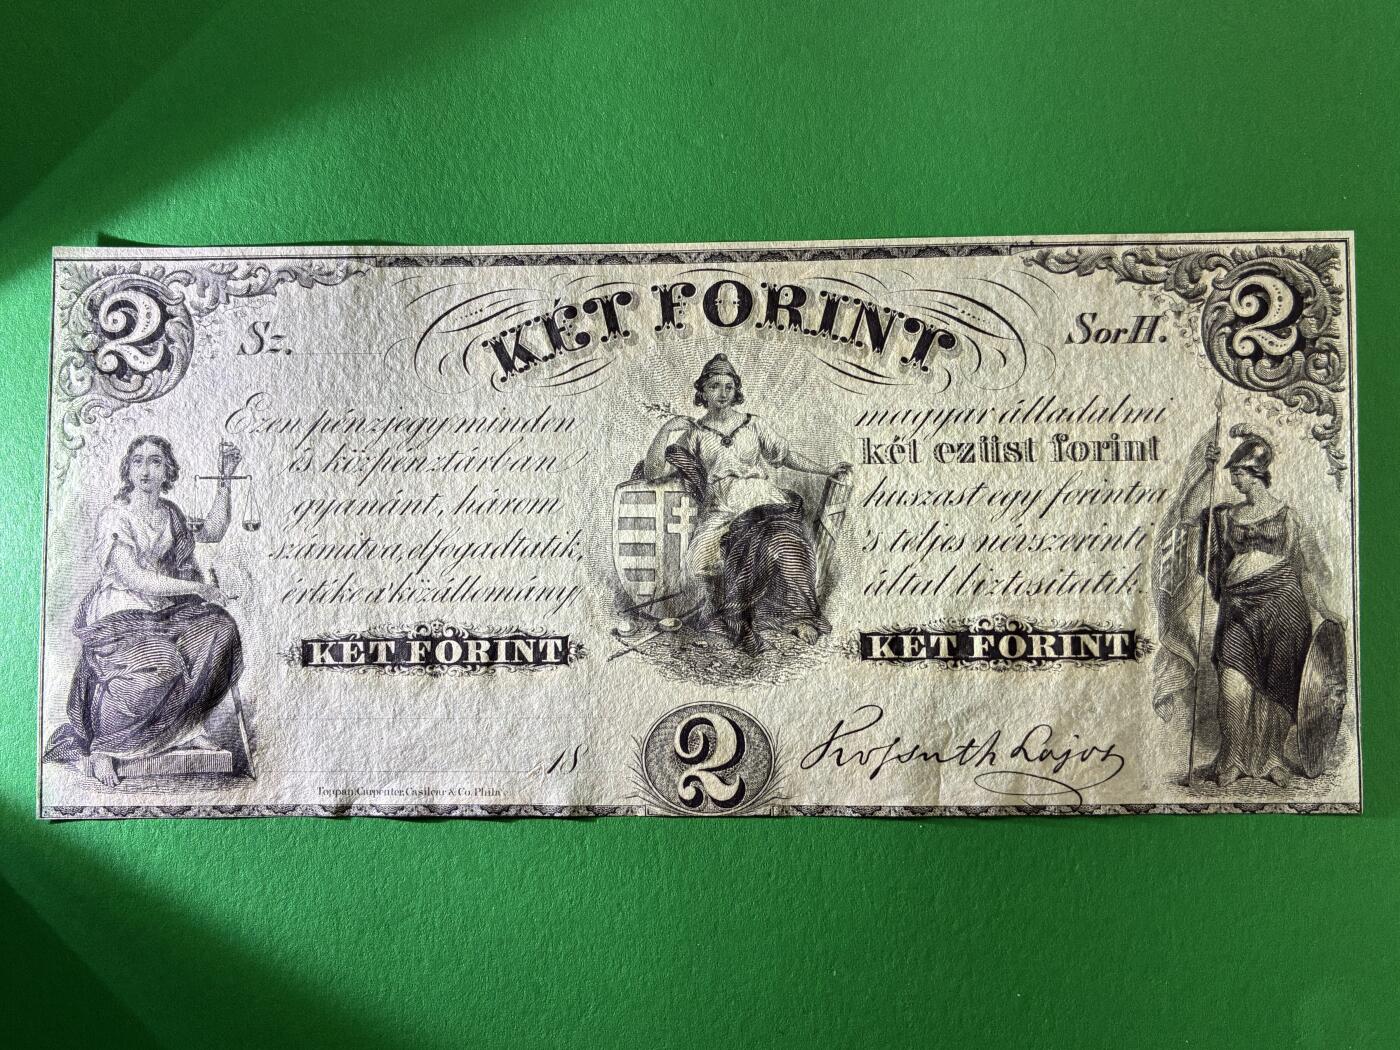 2 2
KÉT FORINT
Sz. Sor H.
Ezen pénzjegy minden magyar álladalmi
és közpénztárban két ezüst forint
gyanánt, három huszast egy forintra
számitva, elfogadtatik, 's teljes névszerinti
értéke a közállomány által biztosítatik.
KÉT FORINT KÉT FORINT
18 2 Kossuth Lajos
Toppan, Carpenter, Casilear & Co. Phila